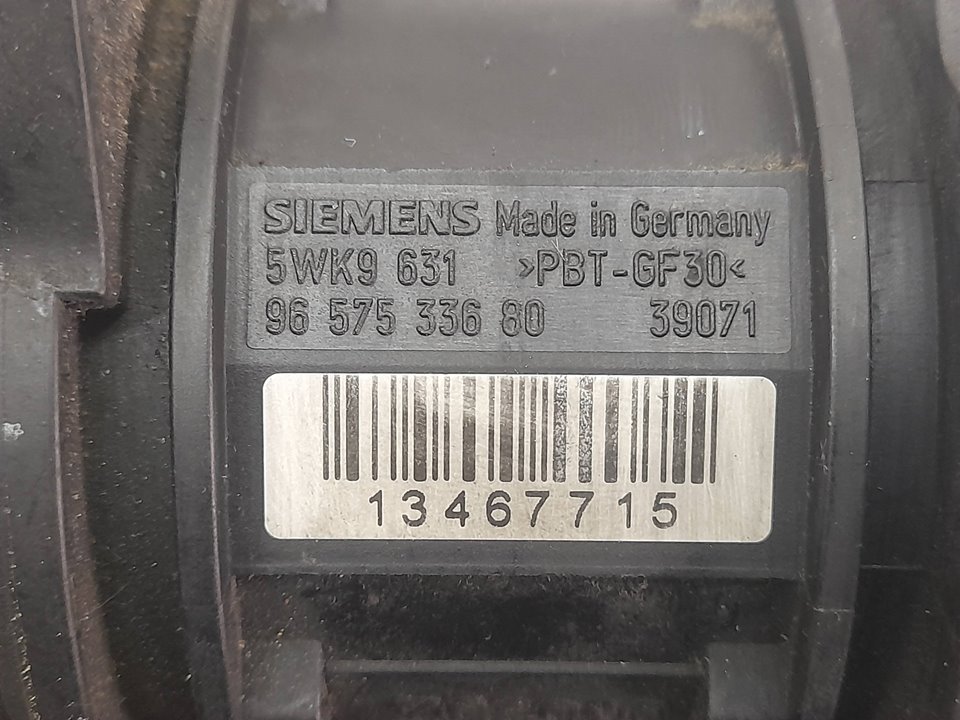 SIEMENS Made in Germany
5WK9 631 >PBT-GF30<
96 575 336 80 39071
13467715